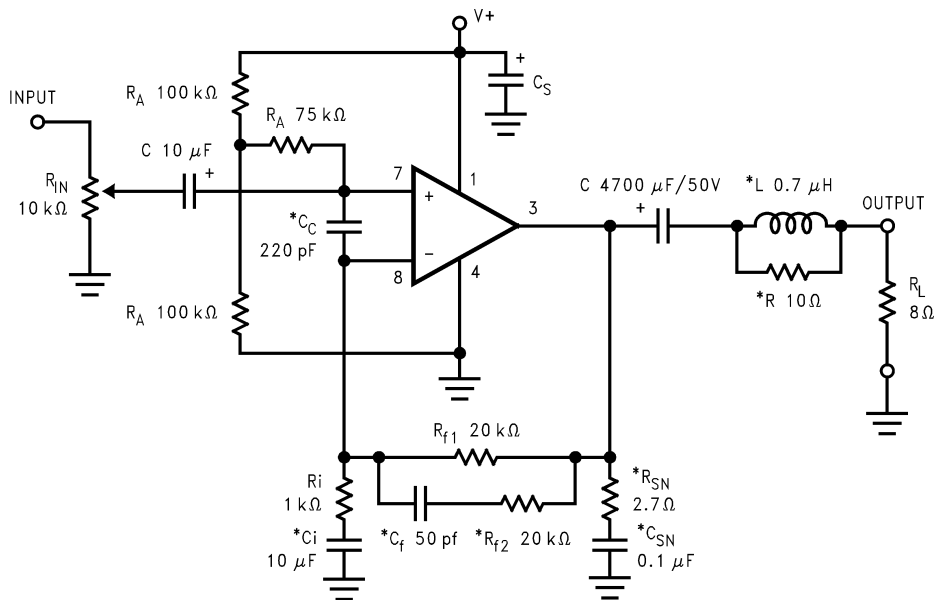 V+
+
C_S
INPUT
R_A 100 kΩ
R_A 75 kΩ
C 10 μF
+
R_IN
10 kΩ
7
+
1
*C_C
220 pF
−
8
4
3
C 4700 μF/50V
+
*L 0.7 μH
OUTPUT
*R 10Ω
R_L
8Ω
R_A 100 kΩ
R_f1 20 kΩ
Ri
1 kΩ
*Ci
10 μF
*C_f 50 pf
*R_f2 20 kΩ
*R_SN
2.7Ω
*C_SN
0.1 μF